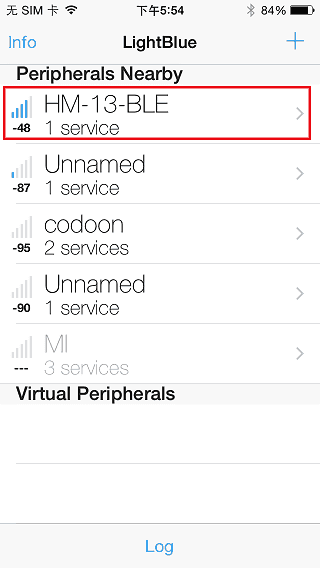 无 SIM 卡 下午5:54 84%
Info LightBlue +
Peripherals Nearby
HM-13-BLE
-48 1 service
Unnamed
-87 1 service
codoon
-95 2 services
Unnamed
-90 1 service
MI
--- 3 services
Virtual Peripherals
Log